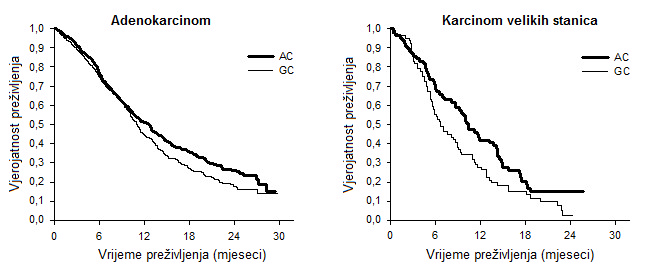 Adenokarcinom
Vjerojatnost preživljenja
1,0
0,9
0,8
0,7
0,6
0,5
0,4
0,3
0,2
0,1
0,0
AC
GC
0 6 12 18 24 30
Vrijeme preživljenja (mjeseci)
Karcinom velikih stanica
Vjerojatnost preživljenja
1,0
0,9
0,8
0,7
0,6
0,5
0,4
0,3
0,2
0,1
0,0
AC
GC
0 6 12 18 24 30
Vrijeme preživljenja (mjeseci)